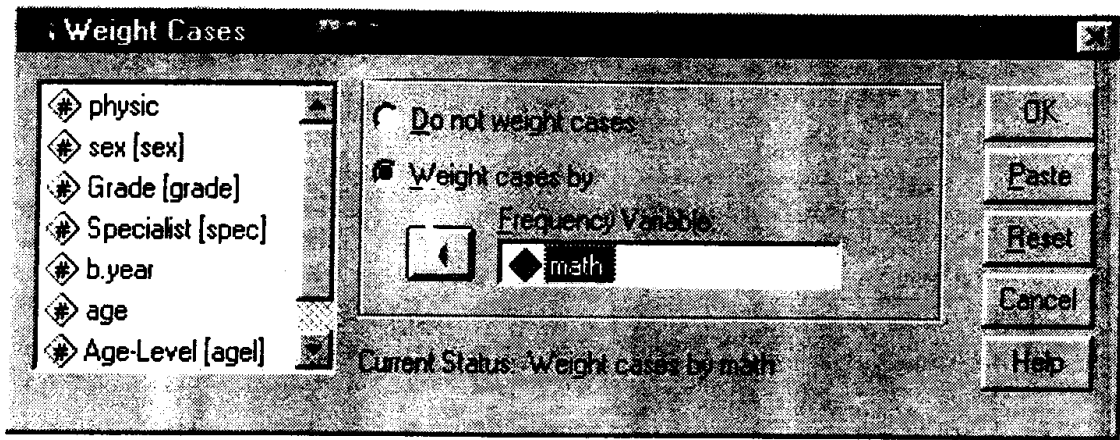 Weight Cases
physic
sex [sex]
Grade [grade]
Specialist [spec]
b.year
age
Age-Level [agel]
Do not weight cases
Weight cases by
Frequency Variable:
math
Current Status: Weight cases by math
OK
Paste
Reset
Cancel
Help